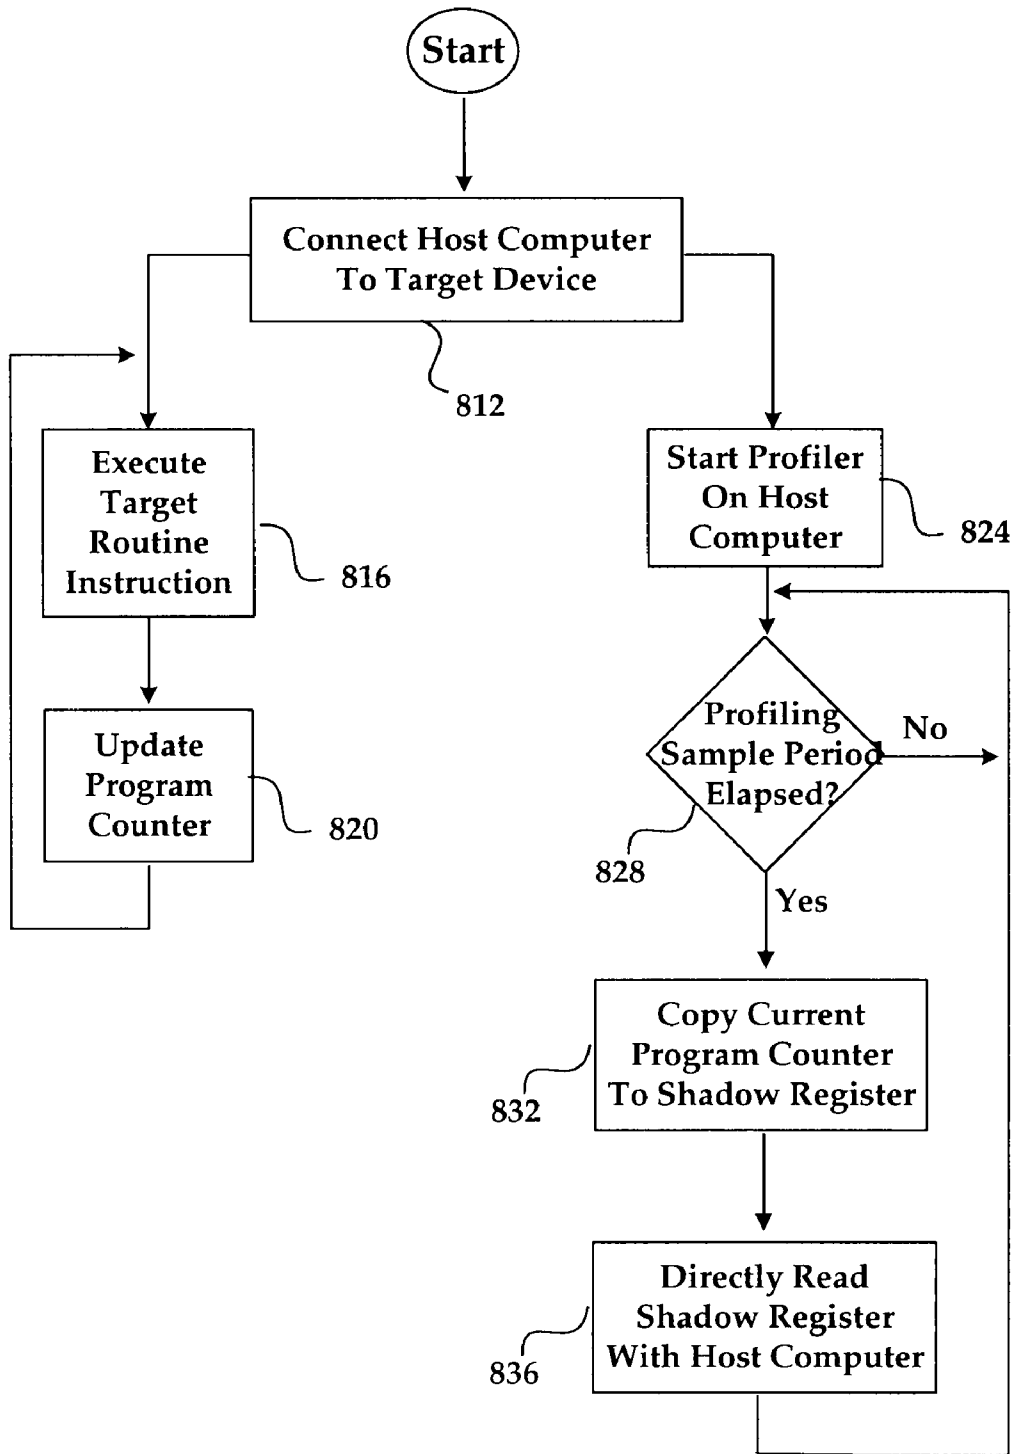 Start
Connect Host Computer
To Target Device
812
Execute
Target
Routine
Instruction
816
Update
Program
Counter
820
Start Profiler
On Host
Computer
824
Profiling
Sample Period
Elapsed?
No
828
Yes
Copy Current
Program Counter
To Shadow Register
832
Directly Read
Shadow Register
With Host Computer
836